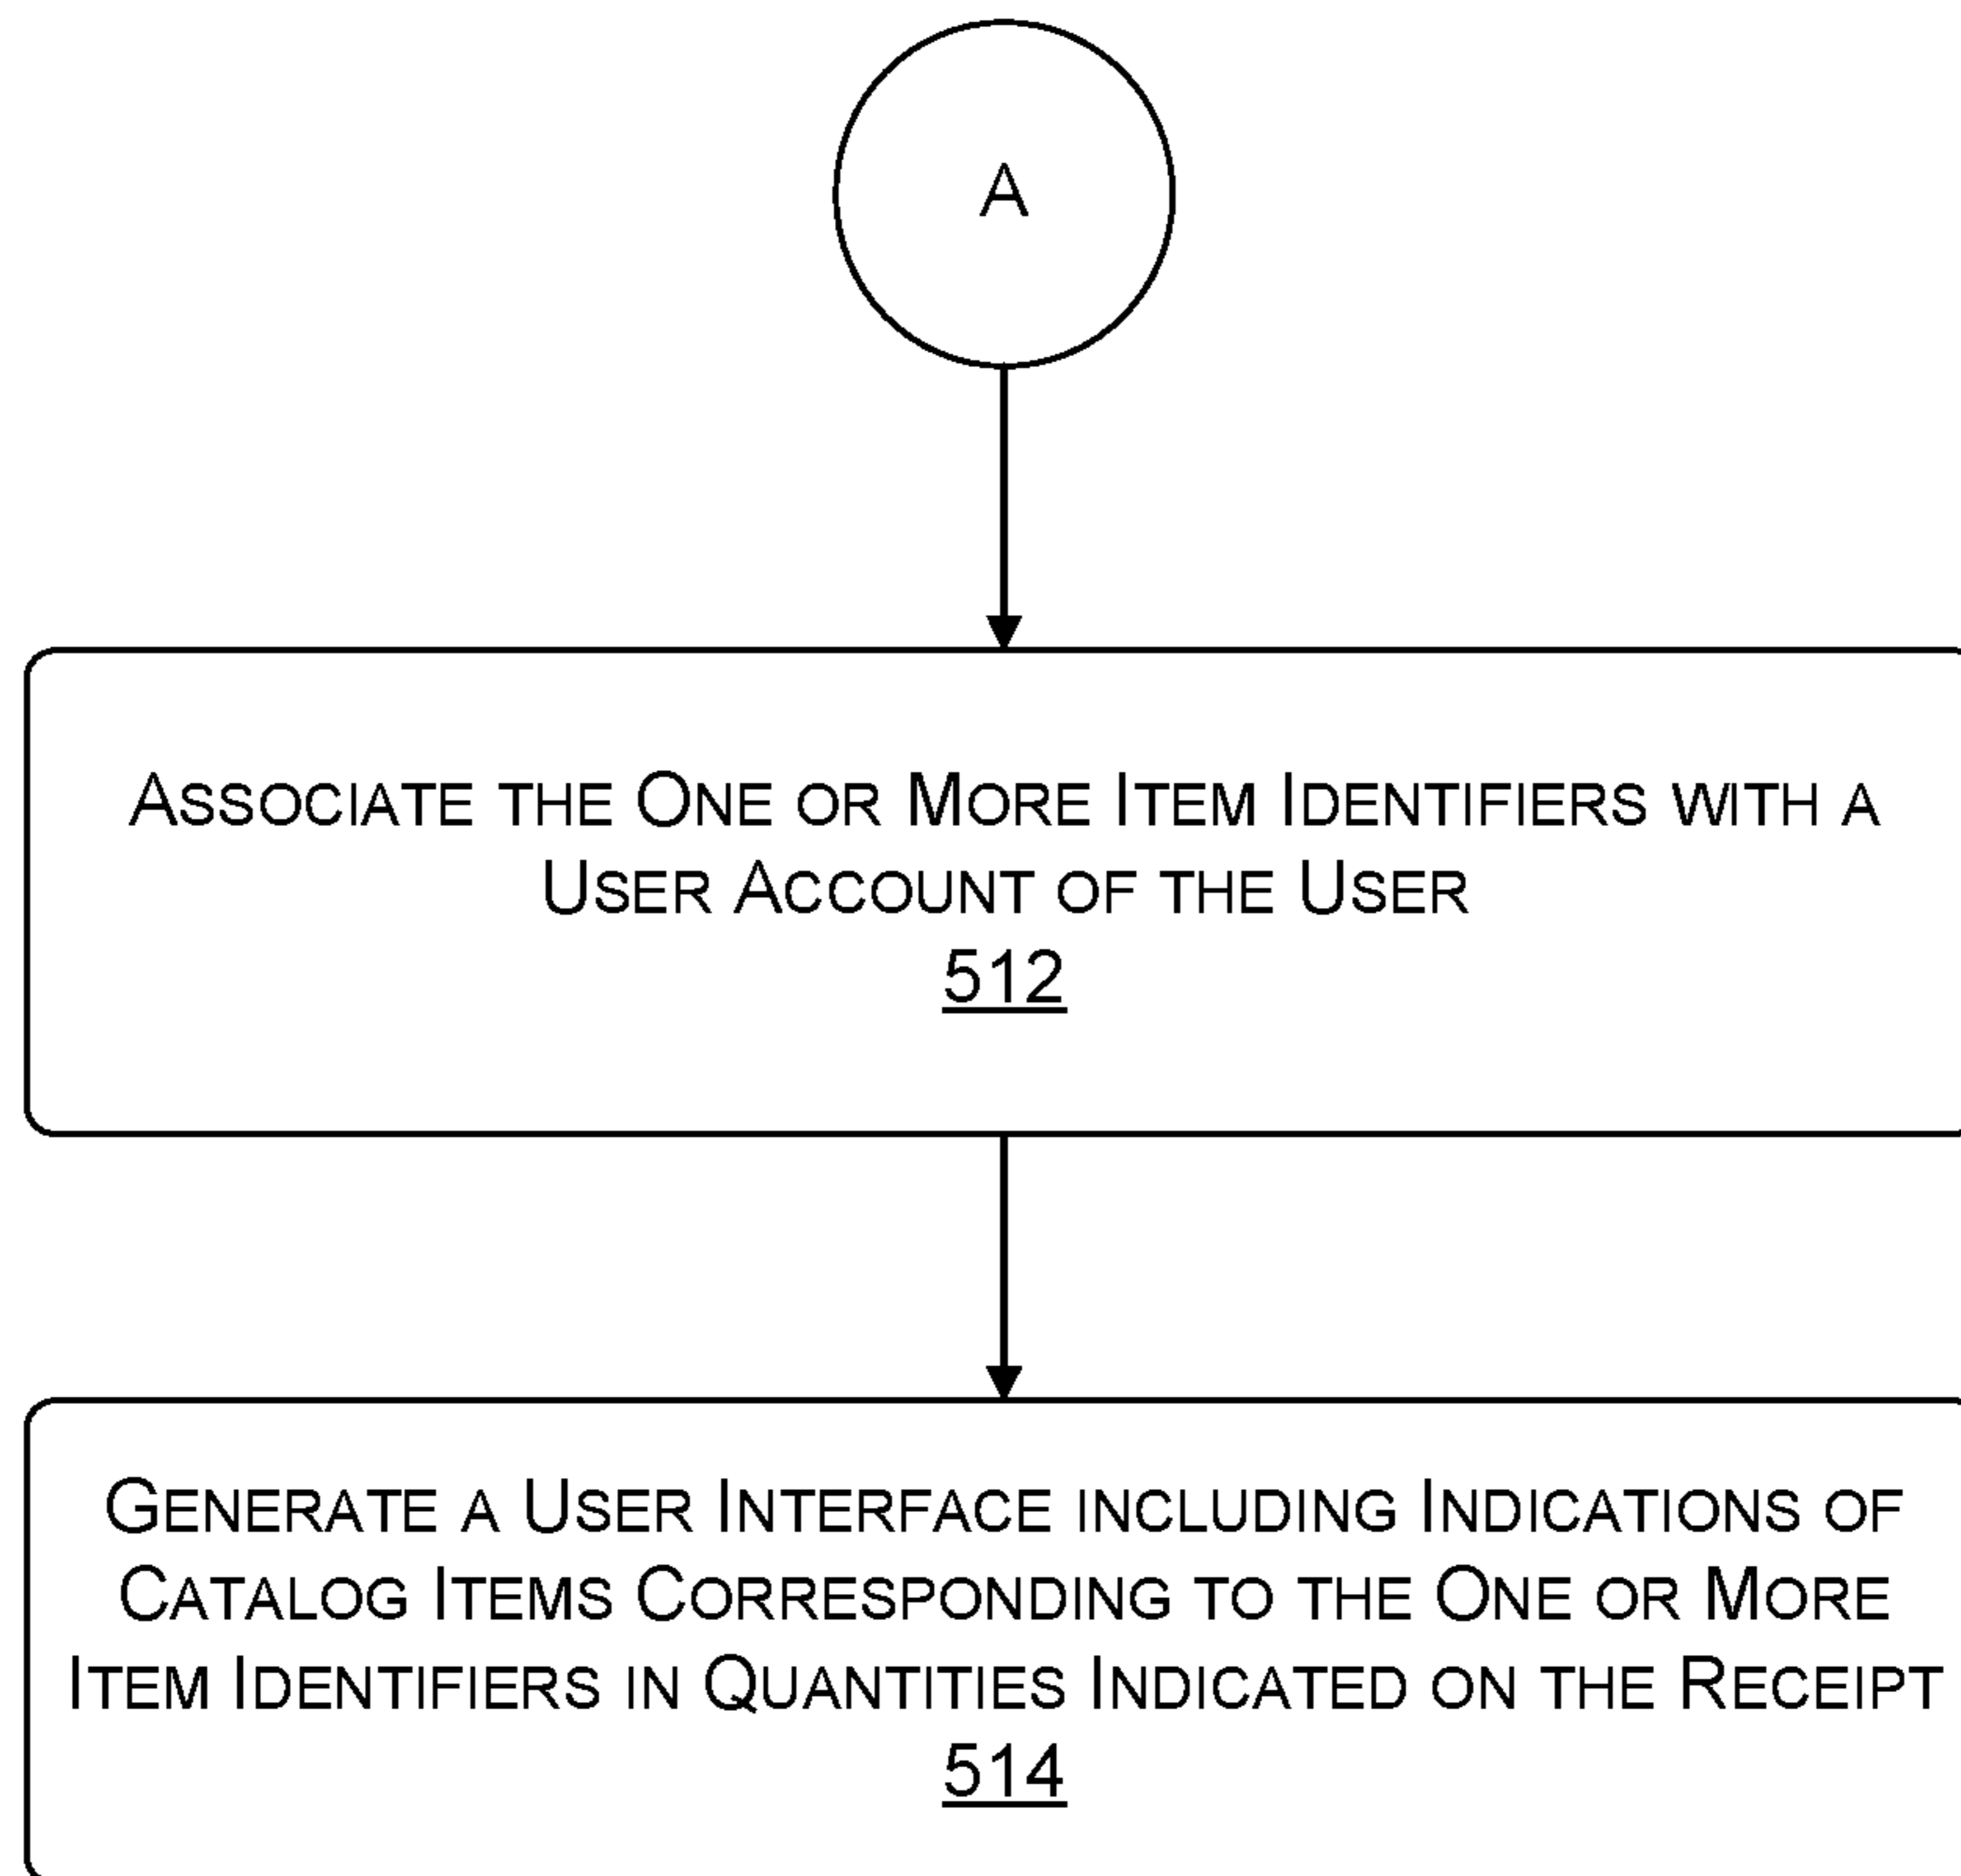 A
ASSOCIATE THE ONE OR MORE ITEM IDENTIFIERS WITH A
USER ACCOUNT OF THE USER
512
GENERATE A USER INTERFACE INCLUDING INDICATIONS OF
CATALOG ITEMS CORRESPONDING TO THE ONE OR MORE
ITEM IDENTIFIERS IN QUANTITIES INDICATED ON THE RECEIPT
514